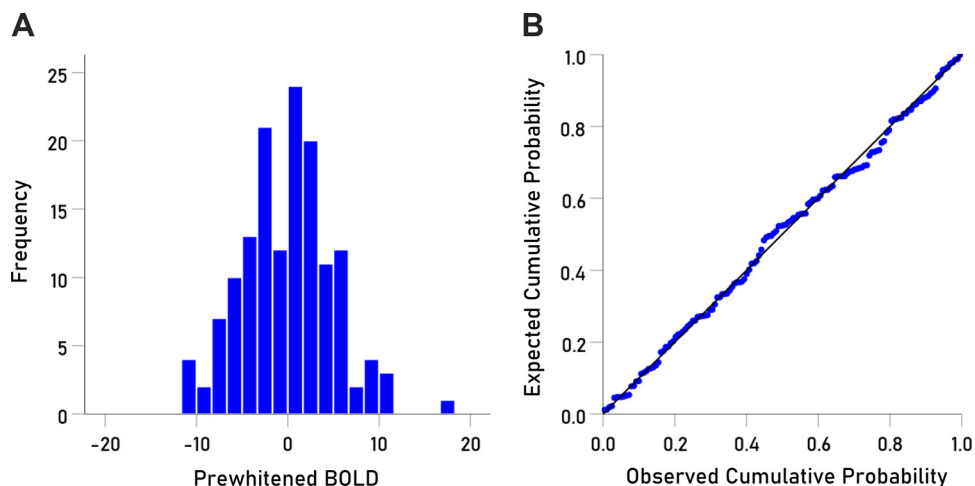 A
Frequency
25
20
15
10
5
0
-20 -10 0 10 20
Prewhitened BOLD
B
Expected Cumulative Probability
1.0
0.8
0.6
0.4
0.2
0.0
0.0 0.2 0.4 0.6 0.8 1.0
Observed Cumulative Probability